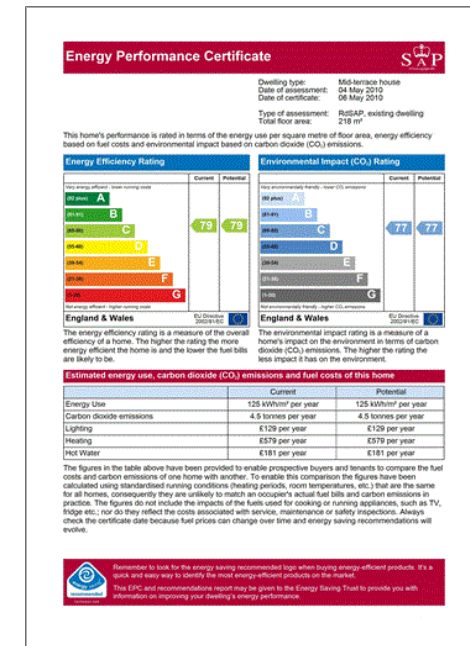 Energy Performance Certificate
SAP
Dwelling type: Mid-terrace house
Date of assessment: 04 May 2010
Date of certificate: 06 May 2010
Type of assessment: RdSAP, existing dwelling
Total floor area: 218 m²
This home's performance is rated in terms of the energy use per square metre of floor area, energy efficiency
based on fuel costs and environmental impact based on carbon dioxide (CO₂) emissions.
Energy Efficiency Rating
Current Potential
Very energy efficient - lower running costs
(92 plus) A
(81-91) B
(69-80) C
(55-68) D
(39-54) E
(21-38) F
(1-20) G
79 79
Not energy efficient - higher running costs
England & Wales
EU Directive
2002/91/EC
Environmental Impact (CO₂) Rating
Current Potential
Very environmentally friendly - lower CO₂ emissions
(92 plus) A
(81-91) B
(69-80) C
(55-68) D
(39-54) E
(21-38) F
(1-20) G
77 77
Not environmentally friendly - higher CO₂ emissions
England & Wales
EU Directive
2002/91/EC
The energy efficiency rating is a measure of the overall
efficiency of a home. The higher the rating the more
energy efficient the home is and the lower the fuel bills
are likely to be.
The environmental impact rating is a measure of a
home's impact on the environment in terms of carbon
dioxide (CO₂) emissions. The higher the rating the
less impact it has on the environment.
Estimated energy use, carbon dioxide (CO₂) emissions and fuel costs of this home
Current Potential
Energy Use 125 kWh/m² per year 125 kWh/m² per year
Carbon dioxide emissions 4.5 tonnes per year 4.5 tonnes per year
Lighting £129 per year £129 per year
Heating £579 per year £579 per year
Hot Water £181 per year £181 per year
The figures in the table above have been provided to enable prospective buyers and tenants to compare the fuel
costs and carbon emissions of one home with another. To enable this comparison the figures have been
calculated using standardised running conditions (heating periods, room temperatures, etc.) that are the same
for all homes, consequently they are unlikely to match an occupier's actual fuel bills and carbon emissions in
practice. The figures do not include the impacts of the fuels used for cooking or running appliances, such as TV,
fridge etc.; nor do they reflect the costs associated with service, maintenance or safety inspections. Always
check the certificate date because fuel prices can change over time and energy saving recommendations will
evolve.
Remember to look for the energy saving recommended logo when buying energy-efficient products. It's a
quick and easy way to identify the most energy-efficient products on the market.
This EPC and recommendations report may be given to the Energy Saving Trust to provide you with
information on improving your dwelling's energy performance.